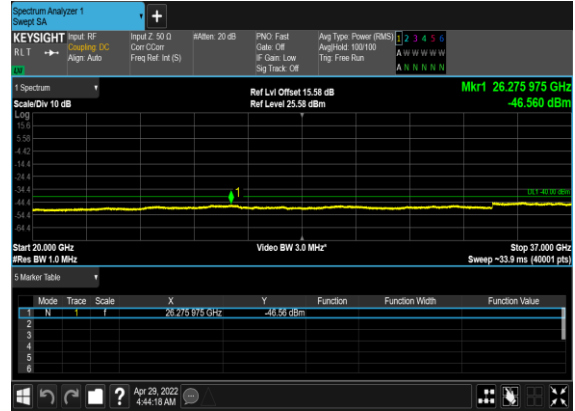 Spectrum Analyzer 1
Swept SA
+
KEYSIGHT Input: RF Input Z: 50 Ω #Atten: 20 dB PNO: Fast Avg Type: Power (RMS) 1 2 3 4 5 6
RLT Coupling: DC Corr CCorr Gate: Off Avg|Hold: 100/100 A W W W W W
Align: Auto Freq Ref: Int (S) IF Gain: Low Trig: Free Run
Sig Track: Off A N N N N N
LXI
1 Spectrum Ref Lvl Offset 15.58 dB Mkr1 26.275 975 GHz
Scale/Div 10 dB Ref Level 25.58 dBm -46.560 dBm
Log
15.6
5.58
-4.42
-14.4
-24.4
-34.4
1
DL1 -40.00 dBm
-44.4
-54.4
-64.4
Start 20.000 GHz Video BW 3.0 MHz* Stop 37.000 GHz
#Res BW 1.0 MHz Sweep ~33.9 ms (40001 pts)
5 Marker Table
Mode Trace Scale X Y Function Function Width Function Value
1 N 1 f 26.275 975 GHz -46.56 dBm
2
3
4
5
6
? Apr 29, 2022
4:44:18 AM